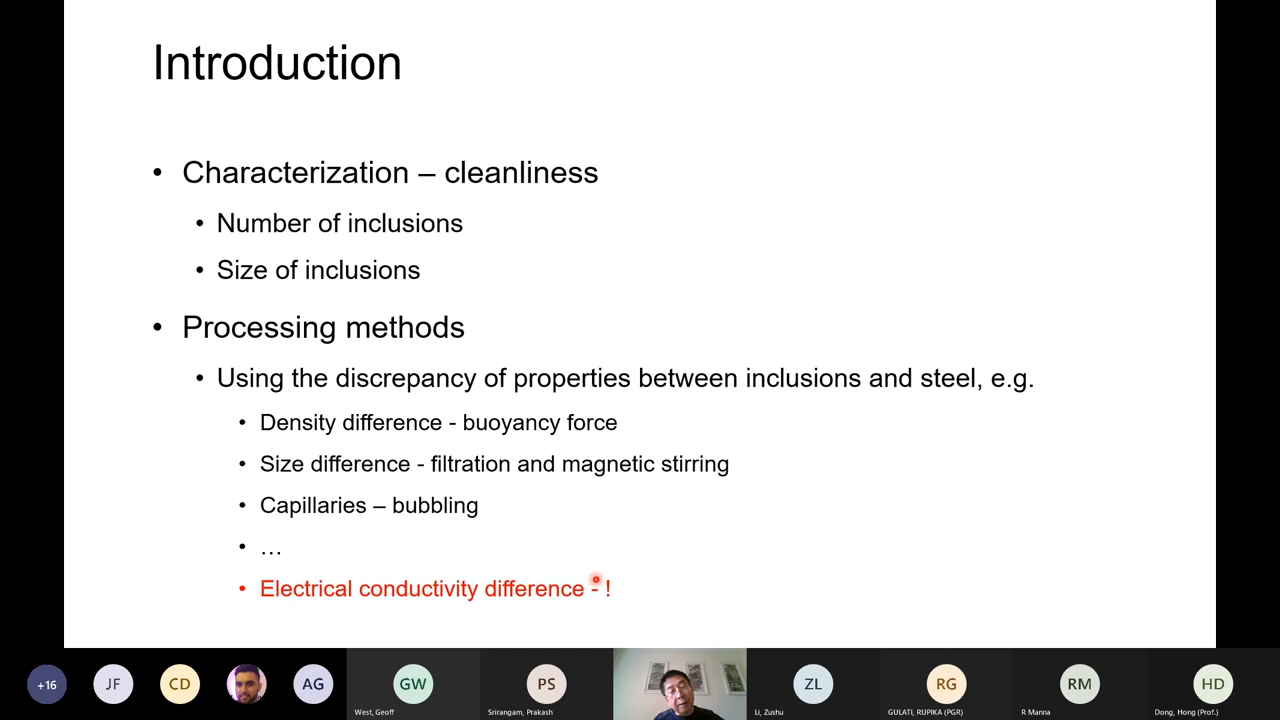 Introduction
• Characterization – cleanliness
• Number of inclusions
• Size of inclusions
• Processing methods
• Using the discrepancy of properties between inclusions and steel, e.g.
• Density difference - buoyancy force
• Size difference - filtration and magnetic stirring
• Capillaries – bubbling
• …
• Electrical conductivity difference - !
+16 JF CD AG GW PS ZL RG RM HD
West, Geoff Srirangam, Prakash Li, Zushu GULATI, RUPIKA (PGR) R Manna Dong, Hong (Prof.)